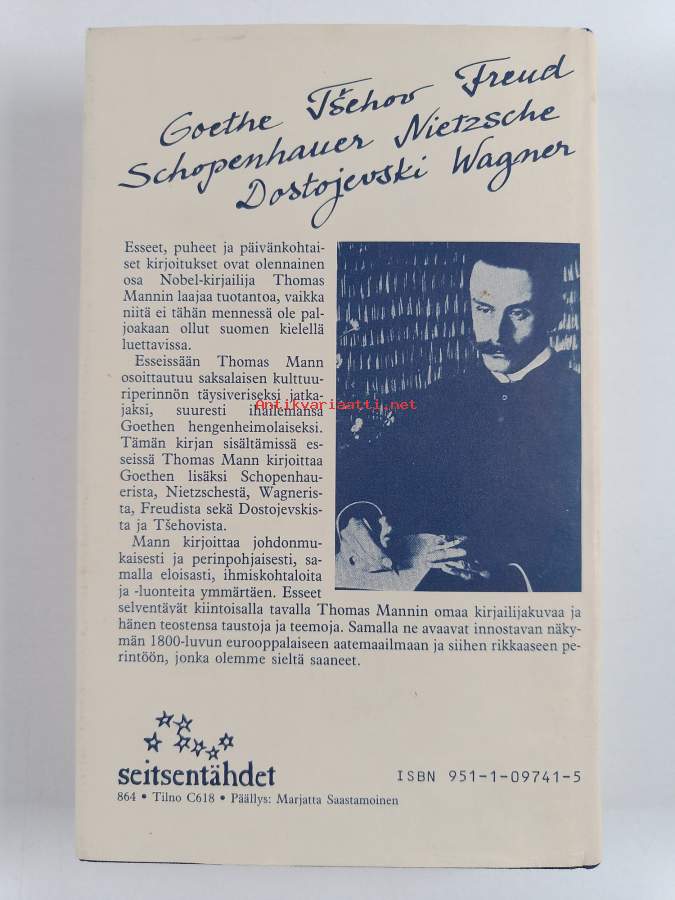 Goethe Tšehov Freud
Schopenhauer Nietzsche
Dostojevski Wagner
Esseet, puheet ja päivänkohtai-
set kirjoitukset ovat olennainen
osa Nobel-kirjailija Thomas
Mannin laajaa tuotantoa, vaikka
niitä ei tähän mennessä ole pal-
joakaan ollut suomen kielellä
luettavissa.
Esseissään Thomas Mann
osoittautuu saksalaisen kulttuu-
riperinnön täysiveriseksi jatka-
jaksi, suuresti ihailemansa
Antikvariaatti.net
Goethen hengenheimolaiseksi.
Tämän kirjan sisältämissä es-
seissä Thomas Mann kirjoittaa
Goethen lisäksi Schopenhau-
erista, Nietzschestä, Wagneris-
ta, Freudista sekä Dostojevskis-
ta ja Tšehovista.
Mann kirjoittaa johdonmu-
kaisesti ja perinpohjaisesti, sa-
malla eloisasti, ihmiskohtaloita
ja -luonteita ymmärtäen. Esseet
selventävät kiintoisalla tavalla Thomas Mannin omaa kirjailijakuvaa ja
hänen teostensa taustoja ja teemoja. Samalla ne avaavat innostavan näky-
män 1800-luvun eurooppalaiseen aatemaailmaan ja siihen rikkaaseen pe-
rintöön, jonka olemme sieltä saaneet.
seitsentähdet
ISBN 951-1-09741-5
864 • Tilno C618 • Päällys: Marjatta Saastamoinen